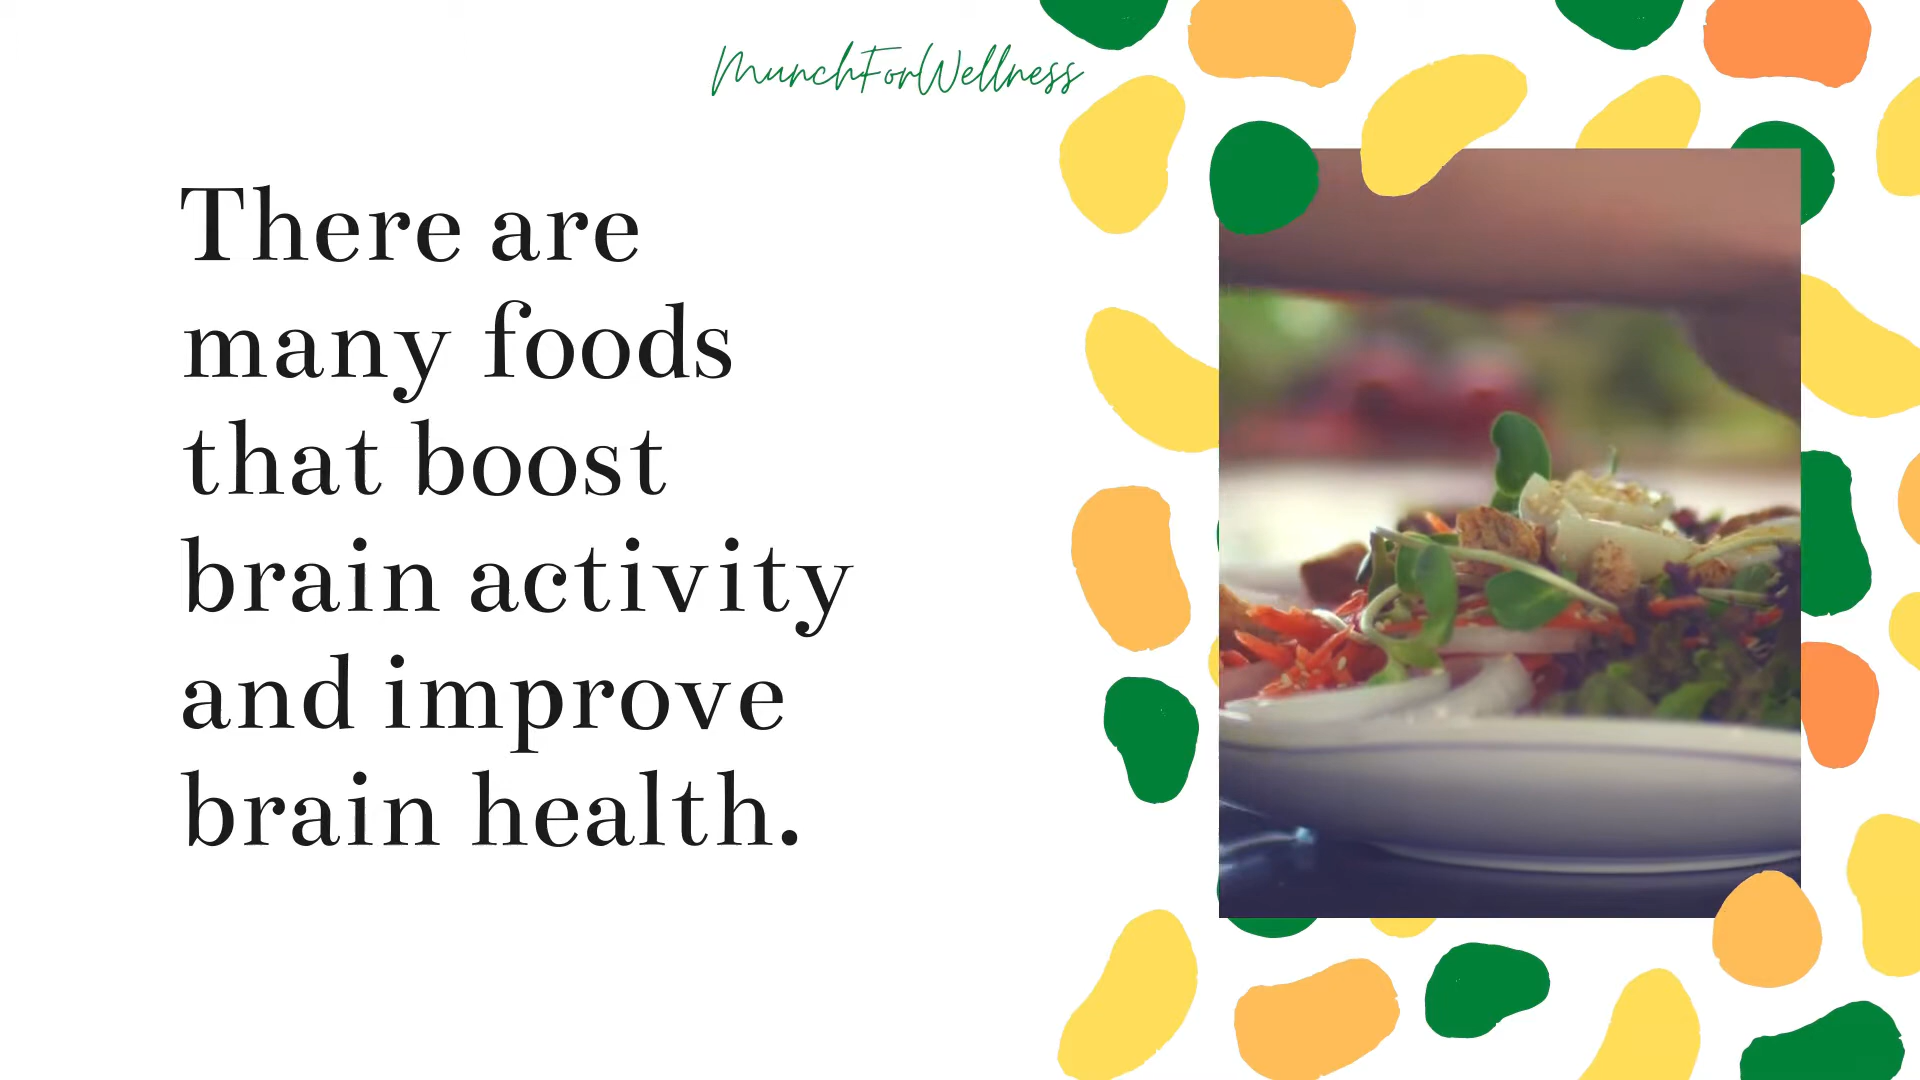 MunchForWellness
There are
many foods
that boost
brain activity
and improve
brain health.